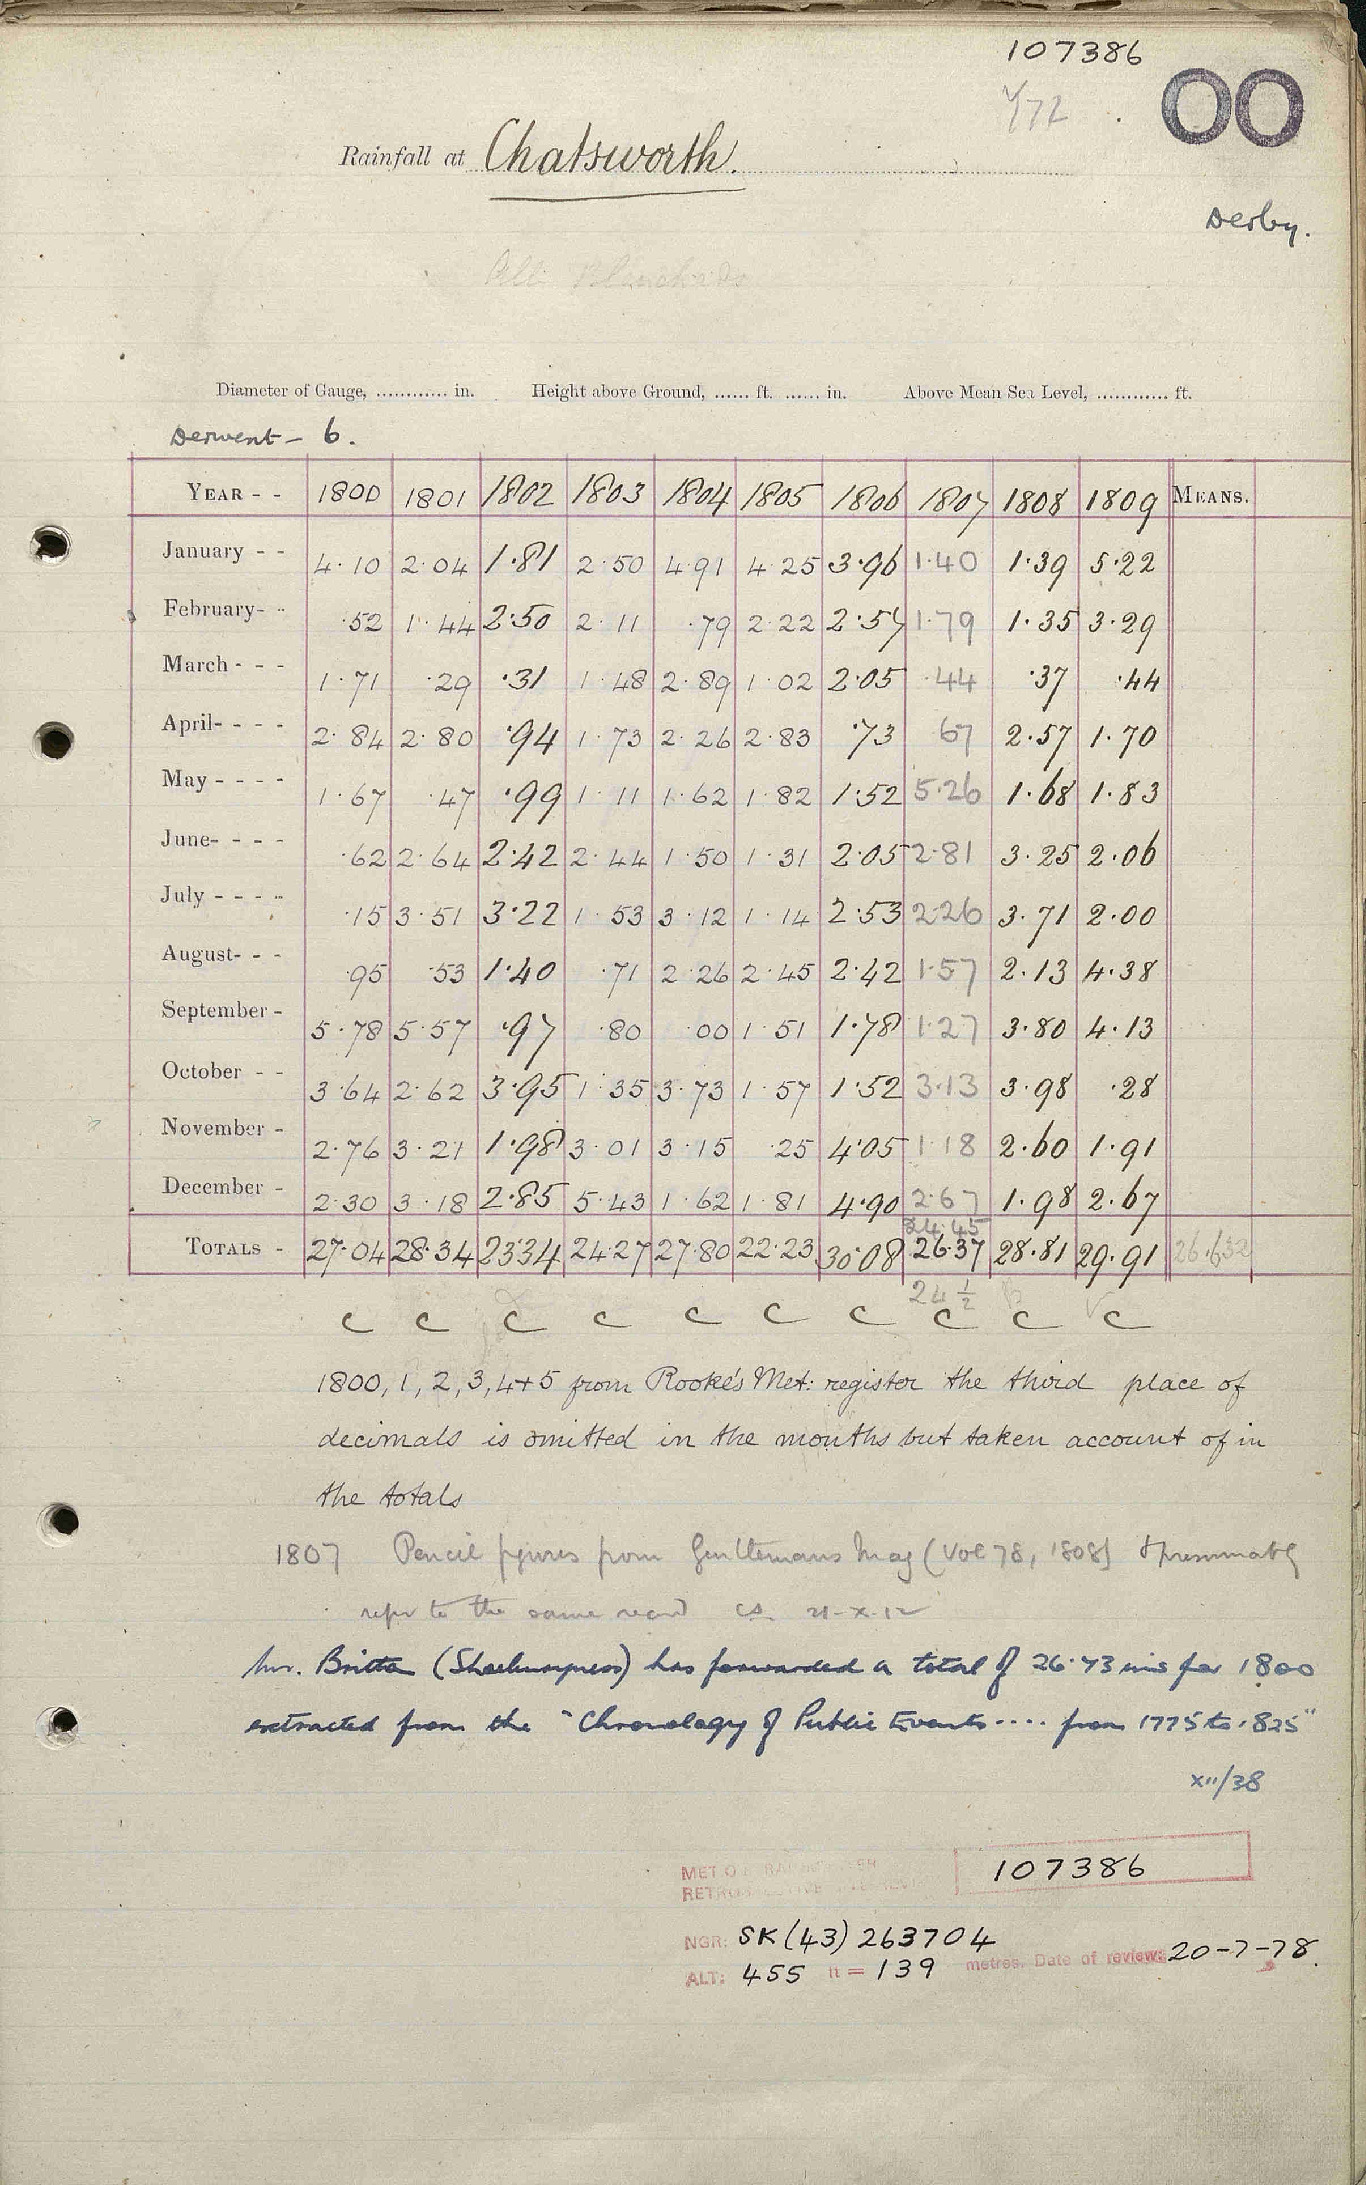 107386
1/72
00
Rainfall at Chatsworth.
Derby.
Diameter of Gauge, ............ in. Height above Ground, ...... ft. ...... in. Above Mean Sea Level, ............ ft.
Derwent - 6.
YEAR - - 1800 1801 1802 1803 1804 1805 1806 1807 1808 1809 MEANS.
January - - 4.10 2.04 1.81 2.50 4.91 4.25 3.96 1.40 1.39 5.22
February- - .52 1.44 2.50 2.11 .79 2.22 2.57 1.79 1.35 3.29
March - - - 1.71 .29 .31 1.48 2.89 1.02 2.05 .44 .37 .44
April- - - - 2.84 2.80 .94 1.73 2.26 2.83 .73 67 2.57 1.70
May - - - - 1.67 .47 .99 1.11 1.62 1.82 1.52 5.26 1.68 1.83
June- - - - .62 2.64 2.42 2.44 1.50 1.31 2.05 2.81 3.25 2.06
July - - - - .15 3.51 3.22 1.53 3.12 1.14 2.53 2.26 3.71 2.00
August- - - .95 .53 1.40 .71 2.26 2.45 2.42 1.57 2.13 4.38
September - 5.78 5.57 .97 .80 .00 1.51 1.78 1.27 3.80 4.13
October - - 3.64 2.62 3.95 1.35 3.73 1.57 1.52 3.13 3.98 .28
November - 2.76 3.21 1.98 3.01 3.15 .25 4.05 1.18 2.60 1.91
December - 2.30 3.18 2.85 5.43 1.62 1.81 4.90 2.67 1.98 2.67
24.45
TOTALS - 27.04 28.34 23.34 24.27 27.80 22.23 30.08 26.37 28.81 29.91 26.632
24 1/2
c c c c c c c c c c
1800, 1, 2, 3, 4+5 from Rooke's Met: register the third place of
decimals is omitted in the months but taken account of in
the totals
1807 Pencil figures from Gentlemans Mag (Vol 78, 1808) & presumably
refer to the same record 21-X-12
Mr. Britton (Shoeburyness) has forwarded a total of 26.73 ins for 1800
extracted from the "Chronology of Public Events .... from 1775 to 1825"
XII/38
MET O 107386
NGR: SK(43)263704
ALT: 455 ft = 139 metres. Date of review: 20-7-78.